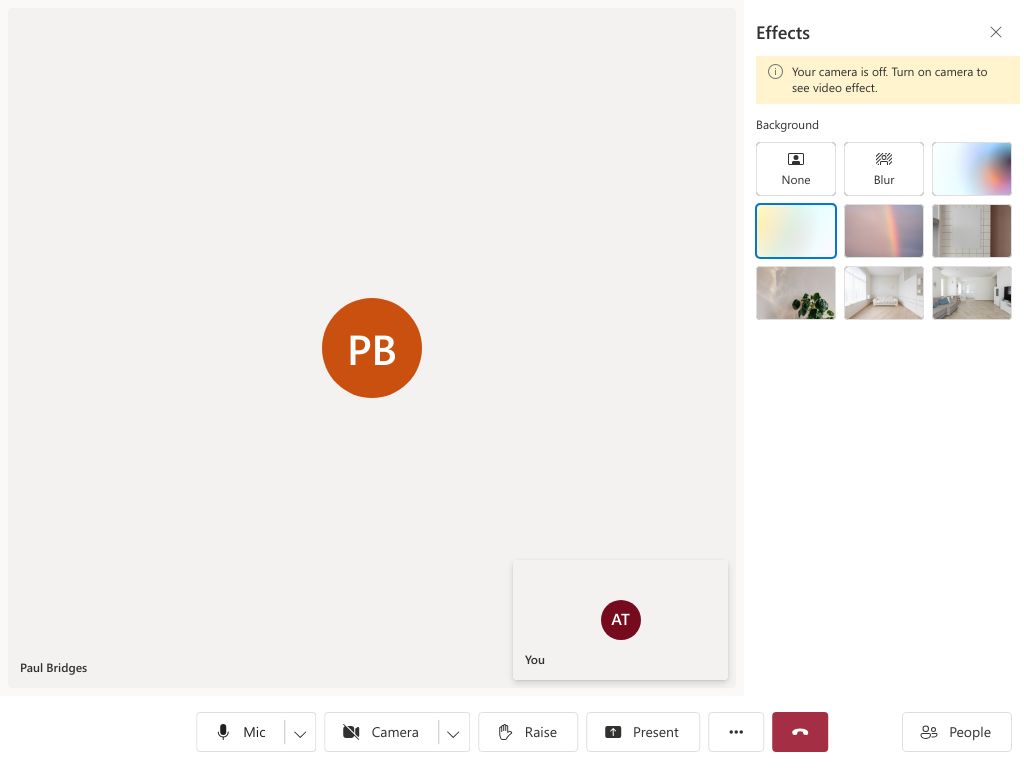 Effects
Your camera is off. Turn on camera to
see video effect.
Background
None
Blur
PB
AT
You
Paul Bridges
Mic
Camera
Raise
Present
People